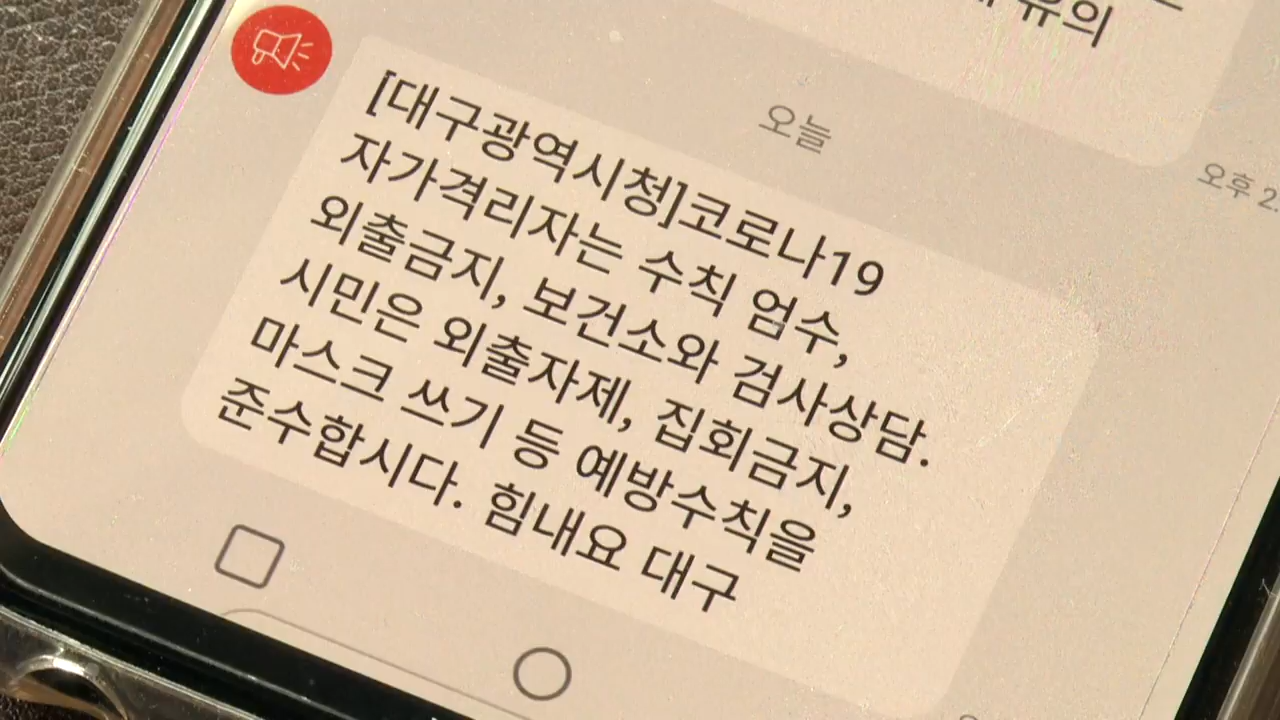 유의
오늘
오후 2
[대구광역시청]코로나19
자가격리자는 수칙 엄수,
외출금지, 보건소와 검사상담.
시민은 외출자제, 집회금지,
마스크 쓰기 등 예방수칙을
준수합시다. 힘내요 대구